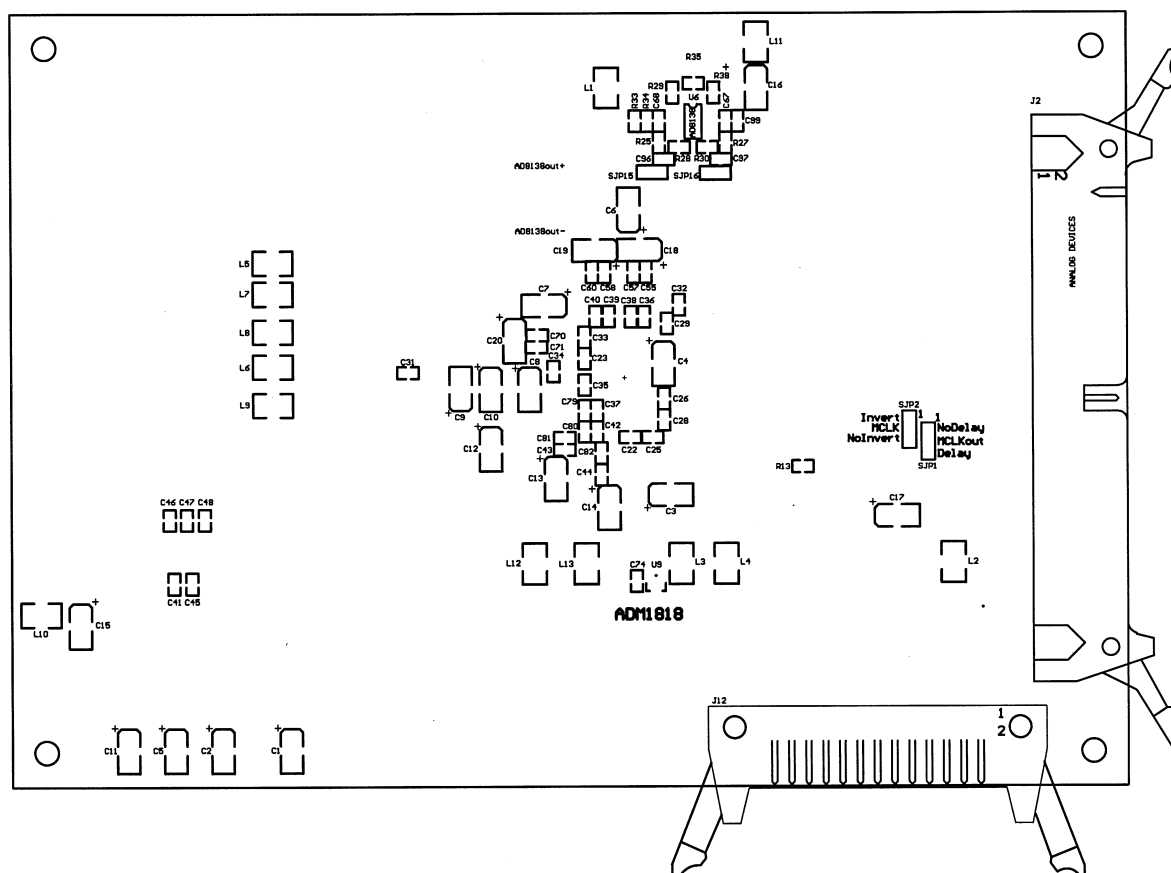 L11
R35
R38
R29
C16
L1
U6
R33
R34
C68
C67
AD8138
C99
J2
R25
R27
C96
R28
R30
C97
AD8138out+
SJP15
SJP16
1
2
C6
AD8138out-
ANALOG DEVICES
C19
C18
L5
C60
C58
C57
C55
L7
C7
C32
C40
C39
C38
C36
C29
L8
C20
C70
C33
C71
C23
C4
L6
C31
C8
C34
C35
C9
C10
C79
C37
C26
L9
SJP2
Invert
MCLK
NoInvert
1
1
NoDelay
MCLKout
Delay
SJP1
C80
C42
C28
C12
C81
C43
C82
C22
C25
R13
C13
C44
C46
C47
C48
C14
C3
C17
L12
L13
C74
U9
L3
L4
L2
C41
C45
ADM1818
L10
C15
J12
1
2
C11
C5
C2
C1